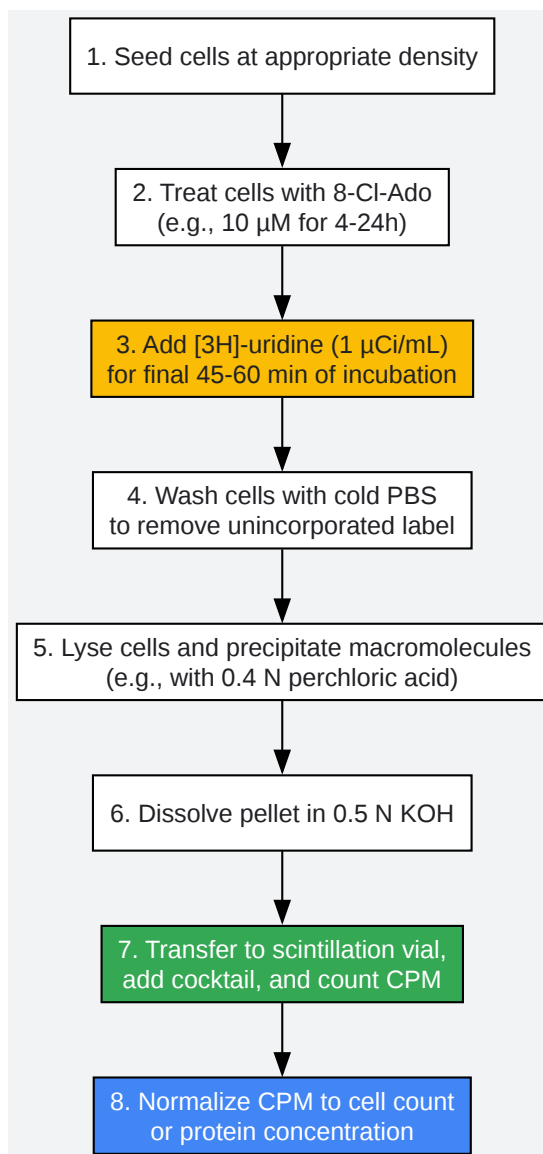 1. Seed cells at appropriate density
2. Treat cells with 8-Cl-Ado
(e.g., 10 µM for 4-24h)
3. Add [3H]-uridine (1 µCi/mL)
for final 45-60 min of incubation
4. Wash cells with cold PBS
to remove unincorporated label
5. Lyse cells and precipitate macromolecules
(e.g., with 0.4 N perchloric acid)
6. Dissolve pellet in 0.5 N KOH
7. Transfer to scintillation vial,
add cocktail, and count CPM
8. Normalize CPM to cell count
or protein concentration